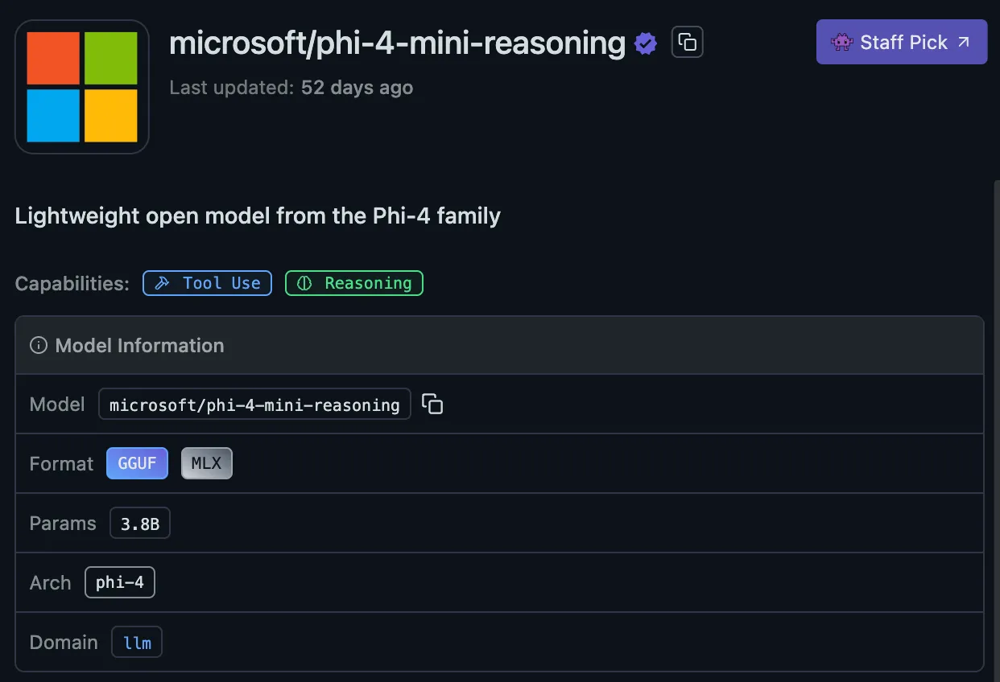 microsoft/phi-4-mini-reasoning
Staff Pick ↗
Last updated: 52 days ago
Lightweight open model from the Phi-4 family
Capabilities: Tool Use Reasoning
Model Information
Model microsoft/phi-4-mini-reasoning
Format GGUF MLX
Params 3.8B
Arch phi-4
Domain llm